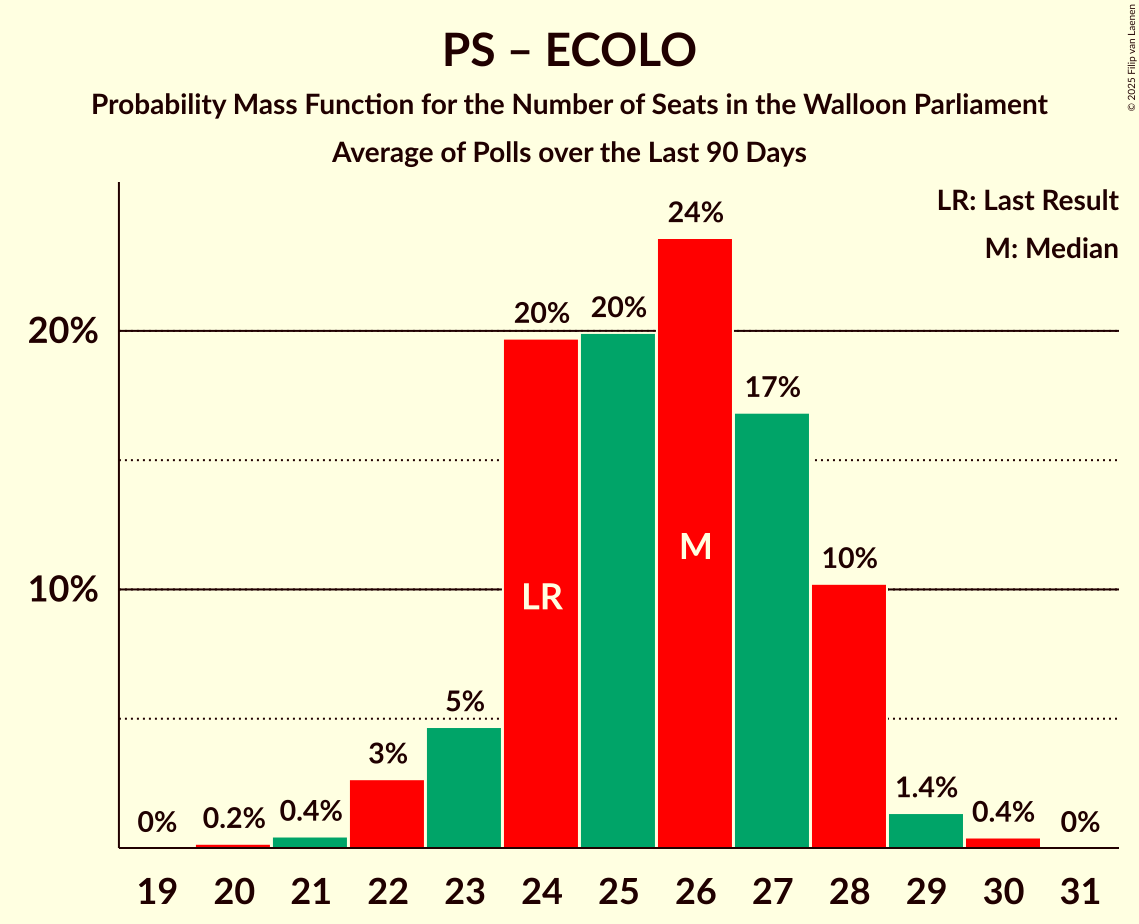 PS – ECOLO
Probability Mass Function for the Number of Seats in the Walloon Parliament
Average of Polls over the Last 90 Days
© 2025 Filip van Laenen
LR: Last Result
M: Median
20%
10%
0%
0.2%
0.4%
3%
5%
20%
20%
24%
17%
10%
1.4%
0.4%
0%
LR
M
19 20 21 22 23 24 25 26 27 28 29 30 31